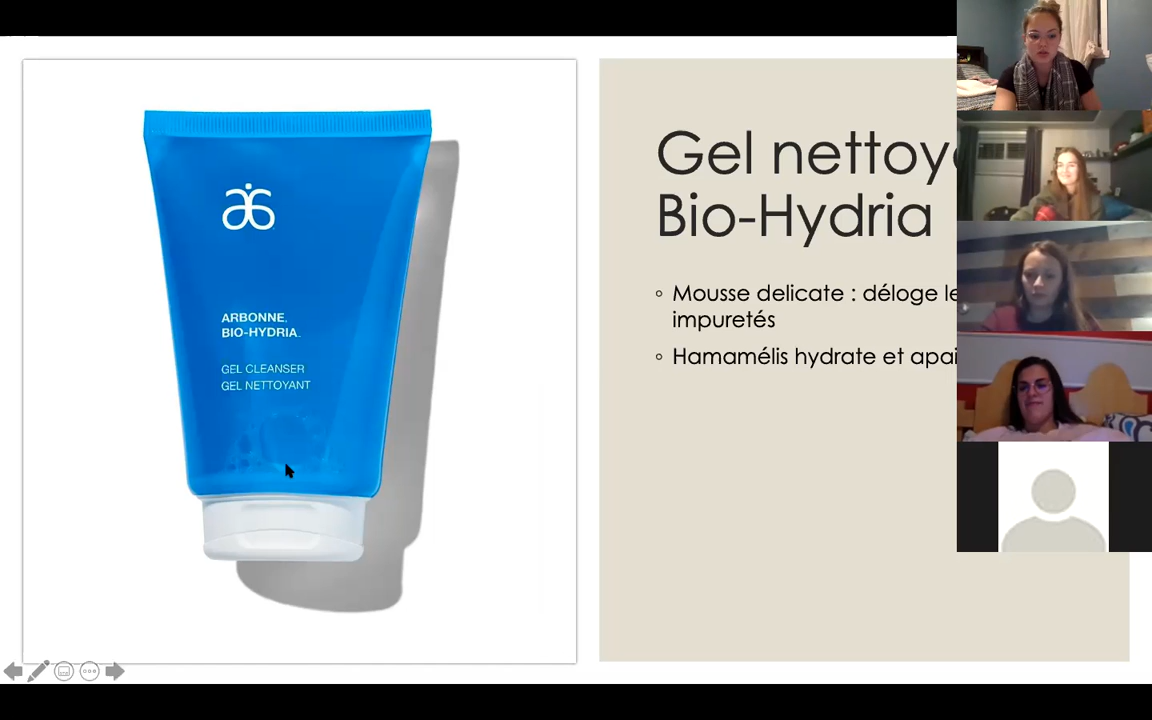 ARBONNE.
BIO-HYDRIA.
GEL CLEANSER
GEL NETTOYANT
Gel nettoy
Bio-Hydria
Mousse delicate : déloge le
impuretés
Hamamélis hydrate et apai